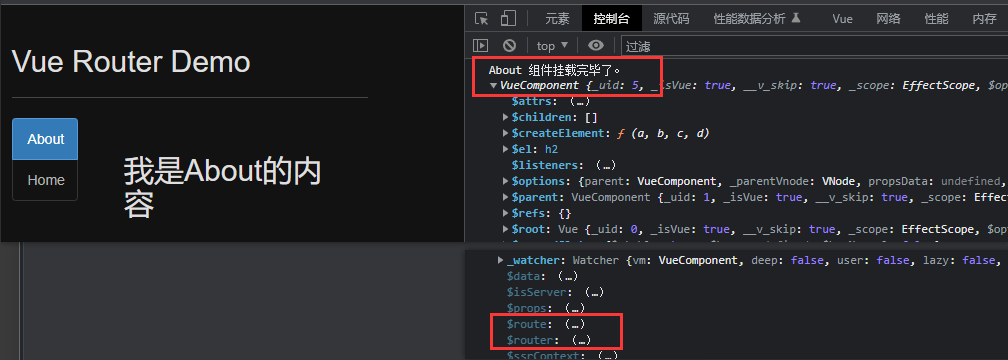 Vue Router Demo
About
Home
我是About的内
容
元素 控制台 源代码 性能数据分析 Vue 网络 性能 内存
top 过滤
About 组件挂载完毕了。
VueComponent {_uid: 5, _isVue: true, __v_skip: true, _scope: EffectScope, $op
$attrs: (…)
$children: []
$createElement: ƒ (a, b, c, d)
$el: h2
$listeners: (…)
$options: {parent: VueComponent, _parentVnode: VNode, propsData: undefined,
$parent: VueComponent {_uid: 1, _isVue: true, __v_skip: true, _scope: Effect
$refs: {}
$root: Vue {_uid: 0, _isVue: true, __v_skip: true, _scope: EffectScope, $opt
_watcher: Watcher {vm: VueComponent, deep: false, user: false, lazy: false,
$data: (…)
$isServer: (…)
$props: (…)
$route: (…)
$router: (…)
$ssrContext: (…)